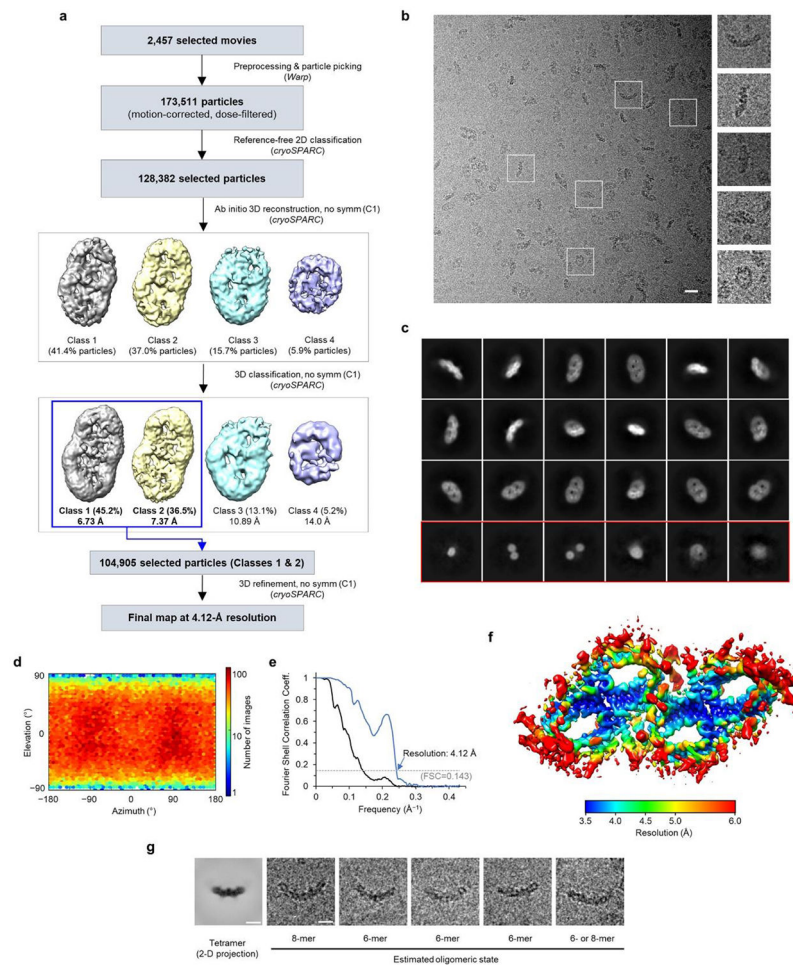 a
2,457 selected movies
Preprocessing & particle picking
(Warp)
173,511 particles
(motion-corrected, dose-filtered)
Reference-free 2D classification
(cryoSPARC)
128,382 selected particles
Ab initio 3D reconstruction, no symm (C1)
(cryoSPARC)
Class 1
(41.4% particles)
Class 2
(37.0% particles)
Class 3
(15.7% particles)
Class 4
(5.9% particles)
3D classification, no symm (C1)
(cryoSPARC)
Class 1 (45.2%)
6.73 Å
Class 2 (36.5%)
7.37 Å
Class 3 (13.1%)
10.89 Å
Class 4 (5.2%)
14.0 Å
104,905 selected particles (Classes 1 & 2)
3D refinement, no symm (C1)
(cryoSPARC)
Final map at 4.12-Å resolution
b
c
d
90
0
−90
Elevation (°)
−180
−90
0
90
180
Azimuth (°)
100
10
1
Number of images
e
1
0.8
0.6
0.4
0.2
0
Fourier Shell Correlation Coeff.
0
0.1
0.2
0.3
0.4
Frequency (Å⁻¹)
Resolution: 4.12 Å
(FSC=0.143)
f
3.5
4.0
4.5
5.0
6.0
Resolution (Å)
g
Tetramer
(2-D projection)
8-mer
6-mer
6-mer
6-mer
6- or 8-mer
Estimated oligomeric state